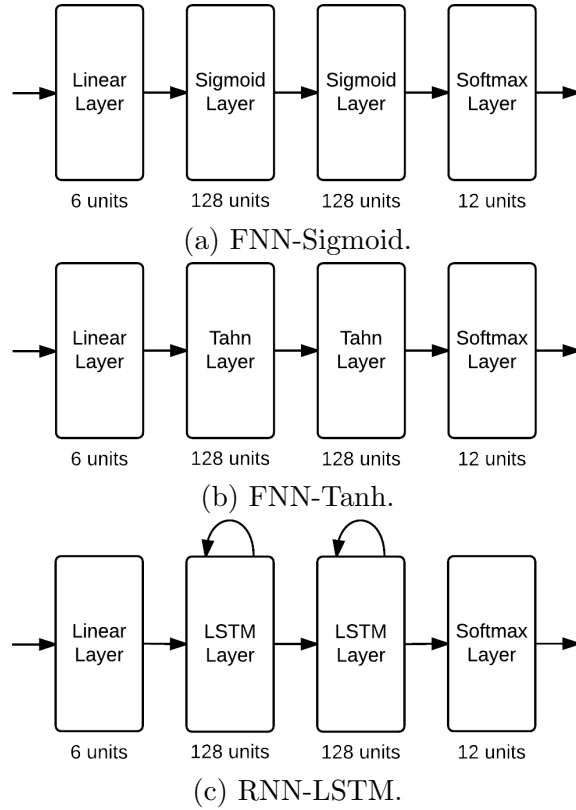 Linear Layer
Sigmoid Layer
Sigmoid Layer
Softmax Layer
6 units 128 units 128 units 12 units
(a) FNN-Sigmoid.
Linear Layer
Tahn Layer
Tahn Layer
Softmax Layer
6 units 128 units 128 units 12 units
(b) FNN-Tanh.
Linear Layer
LSTM Layer
LSTM Layer
Softmax Layer
6 units 128 units 128 units 12 units
(c) RNN-LSTM.